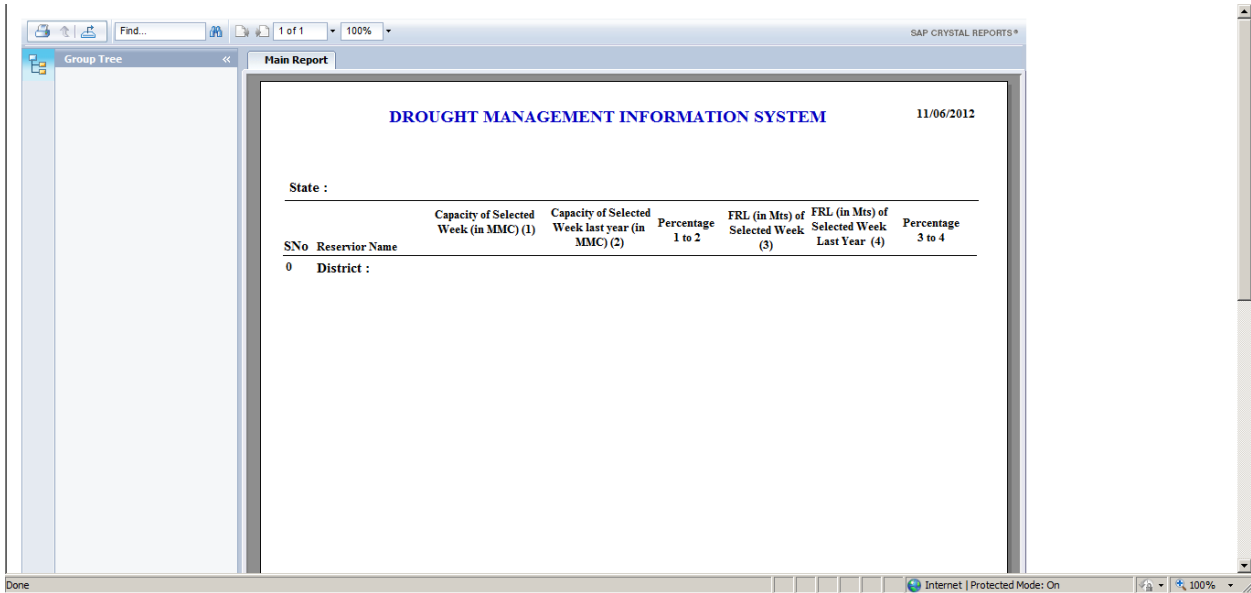 Find...
1 of 1
100%
SAP CRYSTAL REPORTS®
Group Tree «
Main Report
DROUGHT MANAGEMENT INFORMATION SYSTEM
11/06/2012
State :
SNo Reservior Name
Capacity of Selected
Week (in MMC) (1)
Capacity of Selected
Week last year (in
MMC) (2)
Percentage
1 to 2
FRL (in Mts) of
Selected Week
(3)
FRL (in Mts) of
Selected Week
Last Year (4)
Percentage
3 to 4
0 District :
Done
Internet | Protected Mode: On
100%